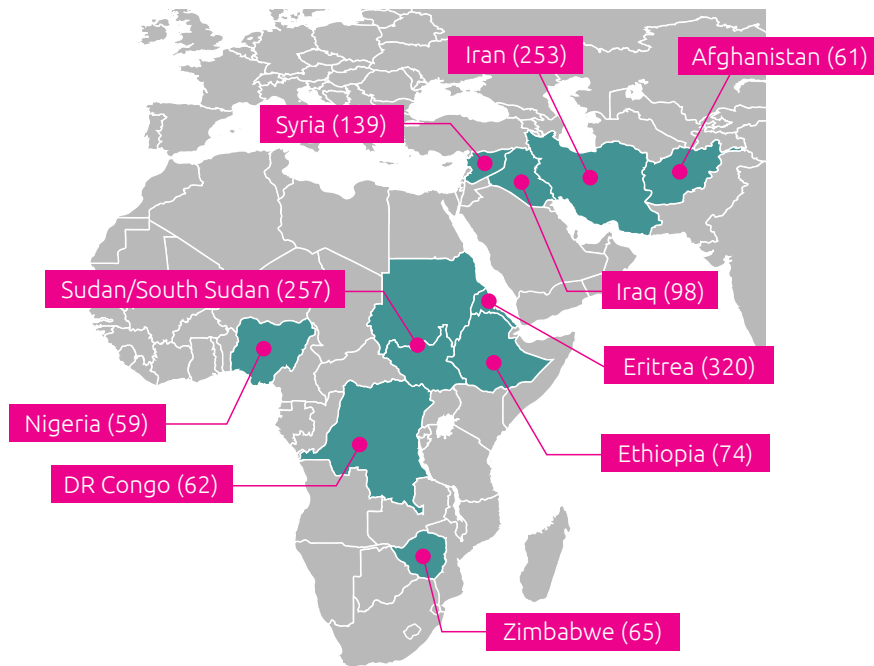 Iran (253)
Afghanistan (61)
Syria (139)
Sudan/South Sudan (257)
Iraq (98)
Eritrea (320)
Nigeria (59)
Ethiopia (74)
DR Congo (62)
Zimbabwe (65)